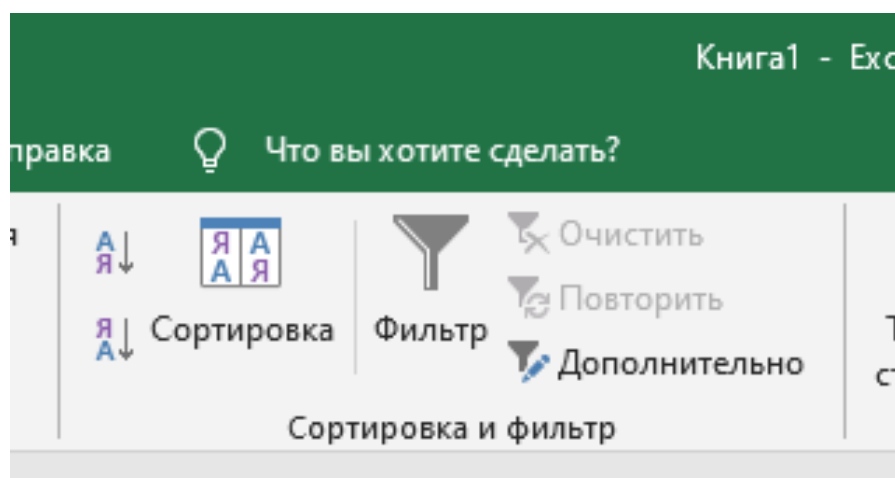 Книга1 - Exc
правка
Что вы хотите сделать?
А
Я
Я А
А Я
Очистить
Повторить
Я
А
Сортировка
Фильтр
Дополнительно
Сортировка и фильтр